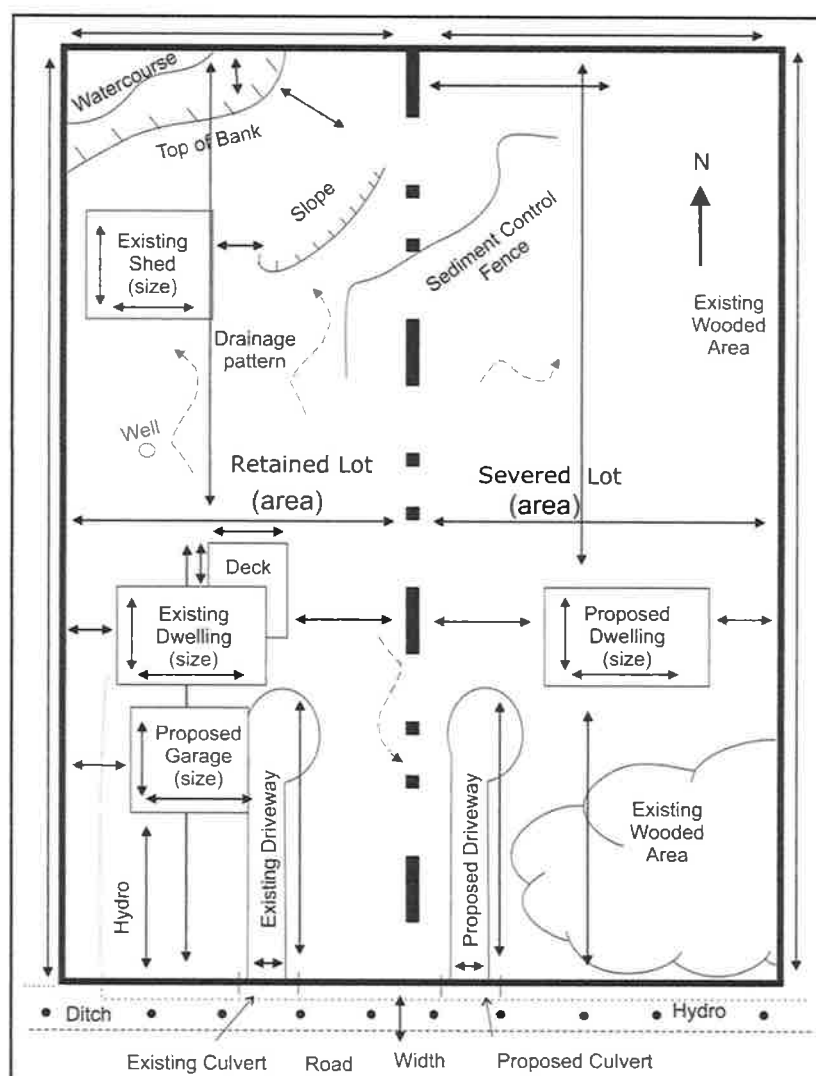 Watercourse
Top of Bank
N
Slope
Existing
Shed
(size)
Sediment Control
Fence
Existing
Wooded
Area
Drainage
pattern
Well
Retained Lot
(area)
Severed Lot
(area)
Deck
Existing
Dwelling
(size)
Proposed
Dwelling
(size)
Proposed
Garage
(size)
Existing
Wooded
Area
Hydro
Existing Driveway
Proposed Driveway
Ditch
Hydro
Existing Culvert
Road
Width
Proposed Culvert